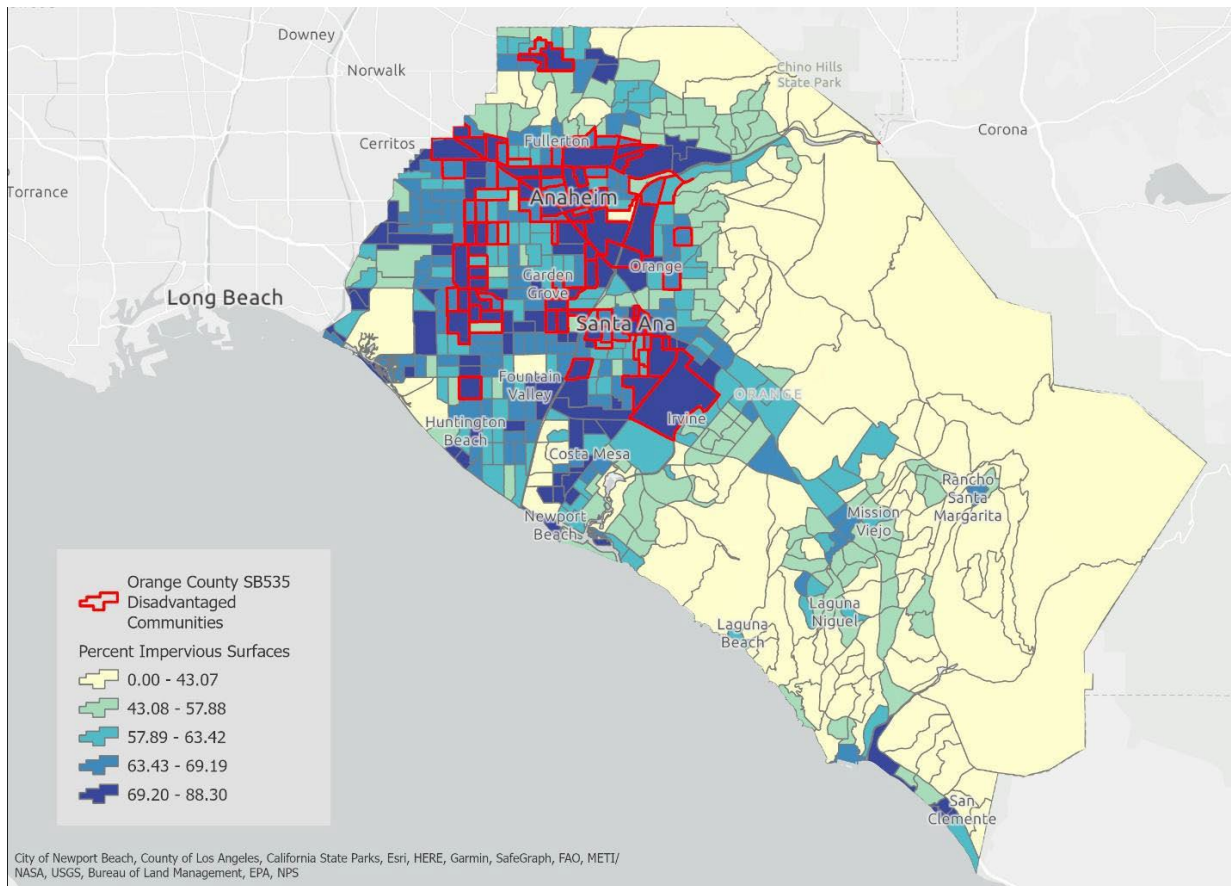 Downey
Norwalk
Chino Hills
State Park
Corona
Cerritos
Fullerton
Torrance
Anaheim
Orange
Garden
Grove
Long Beach
Santa Ana
Fountain
Valley
ORANGE
Irvine
Huntington
Beach
Costa Mesa
Rancho
Santa
Margarita
Mission
Viejo
Newport
Beach
Laguna
Niguel
Laguna
Beach
San
Clemente
Orange County SB535
Disadvantaged
Communities
Percent Impervious Surfaces
0.00 - 43.07
43.08 - 57.88
57.89 - 63.42
63.43 - 69.19
69.20 - 88.30
City of Newport Beach, County of Los Angeles, California State Parks, Esri, HERE, Garmin, SafeGraph, FAO, METI/
NASA, USGS, Bureau of Land Management, EPA, NPS